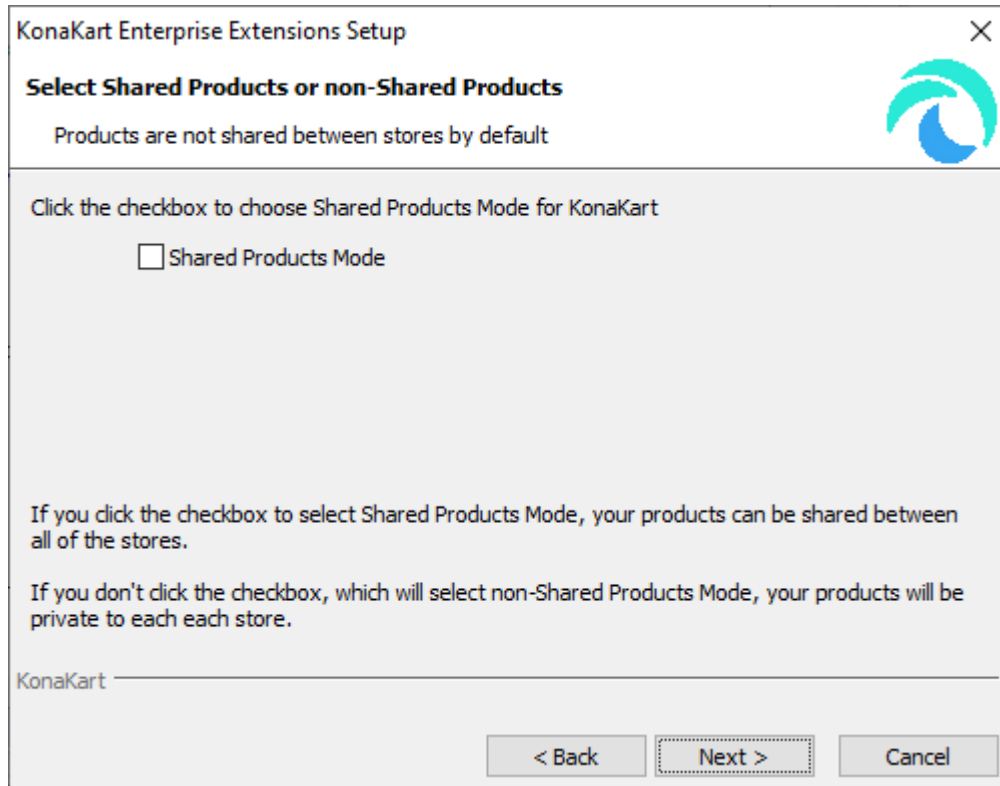 KonaKart Enterprise Extensions Setup
Select Shared Products or non-Shared Products
Products are not shared between stores by default
Click the checkbox to choose Shared Products Mode for KonaKart
Shared Products Mode
If you click the checkbox to select Shared Products Mode, your products can be shared between
all of the stores.
If you don't click the checkbox, which will select non-Shared Products Mode, your products will be
private to each each store.
KonaKart
< Back
Next >
Cancel